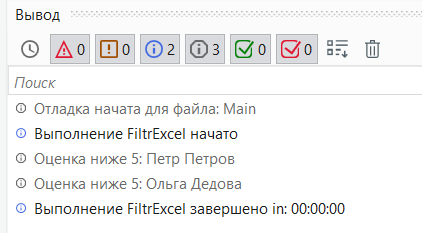 Вывод
0 0 2 3 0 0
Поиск
Отладка начата для файла: Main
Выполнение FiltrExcel начато
Оценка ниже 5: Петр Петров
Оценка ниже 5: Ольга Дедова
Выполнение FiltrExcel завершено in: 00:00:00